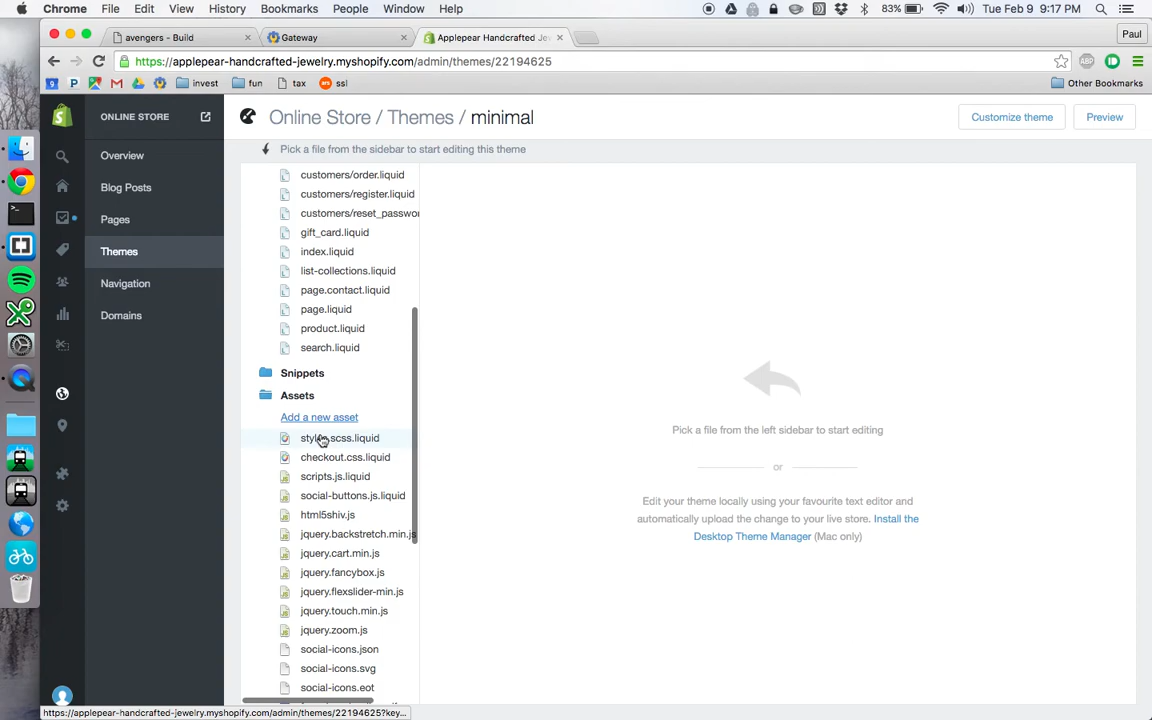 Chrome File Edit View History Bookmarks People Window Help 83% Tue Feb 9 9:17 PM
avengers - Build Gateway Applepear Handcrafted Je Paul
https://applepear-handcrafted-jewelry.myshopify.com/admin/themes/22194625
invest fun tax ssl Other Bookmarks
ONLINE STORE
Overview
Blog Posts
Pages
Themes
Navigation
Domains
Online Store / Themes / minimal
Customize theme
Preview
Pick a file from the sidebar to start editing this theme
customers/order.liquid
customers/register.liquid
customers/reset_passwor
gift_card.liquid
index.liquid
list-collections.liquid
page.contact.liquid
page.liquid
product.liquid
search.liquid
Snippets
Assets
Add a new asset
style.scss.liquid
checkout.css.liquid
scripts.js.liquid
social-buttons.js.liquid
html5shiv.js
jquery.backstretch.min.js
jquery.cart.min.js
jquery.fancybox.js
jquery.flexslider-min.js
jquery.touch.min.js
jquery.zoom.js
social-icons.json
social-icons.svg
social-icons.eot
Pick a file from the left sidebar to start editing
or
Edit your theme locally using your favourite text editor and
automatically upload the change to your live store. Install the
Desktop Theme Manager (Mac only)
https://applepear-handcrafted-jewelry.myshopify.com/admin/themes/22194625?key...